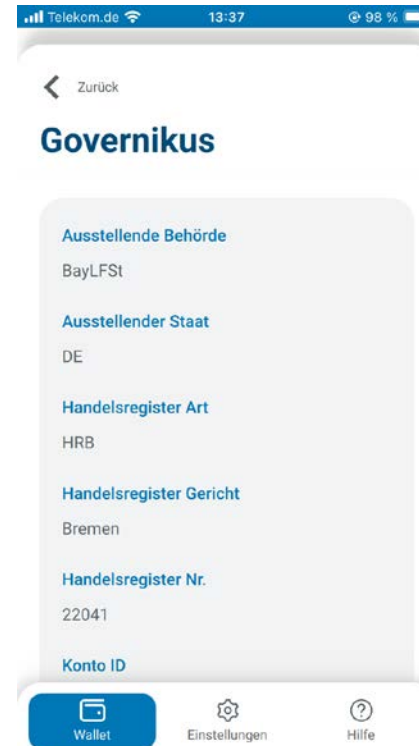 Telekom.de 13:37 98 %
Zurück
Governikus
Ausstellende Behörde
BayLFSt
Ausstellender Staat
DE
Handelsregister Art
HRB
Handelsregister Gericht
Bremen
Handelsregister Nr.
22041
Konto ID
Wallet Einstellungen Hilfe